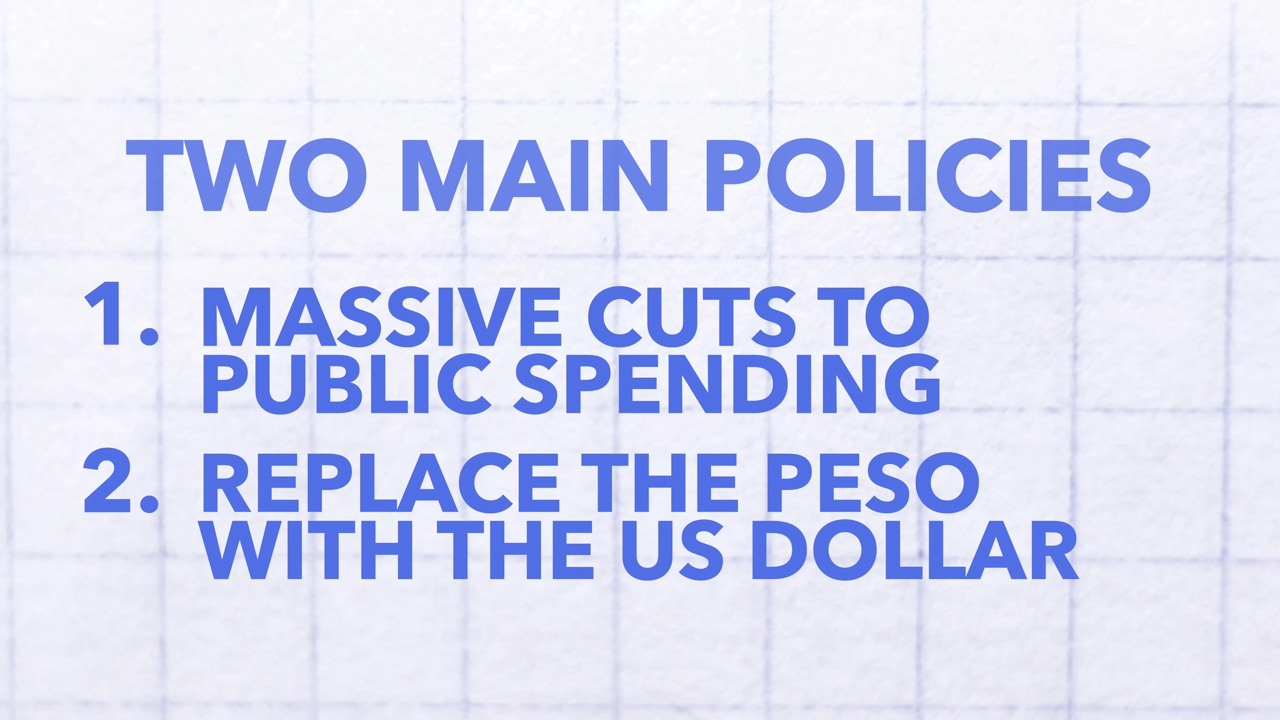 TWO MAIN POLICIES
1. MASSIVE CUTS TO
PUBLIC SPENDING
2. REPLACE THE PESO
WITH THE US DOLLAR